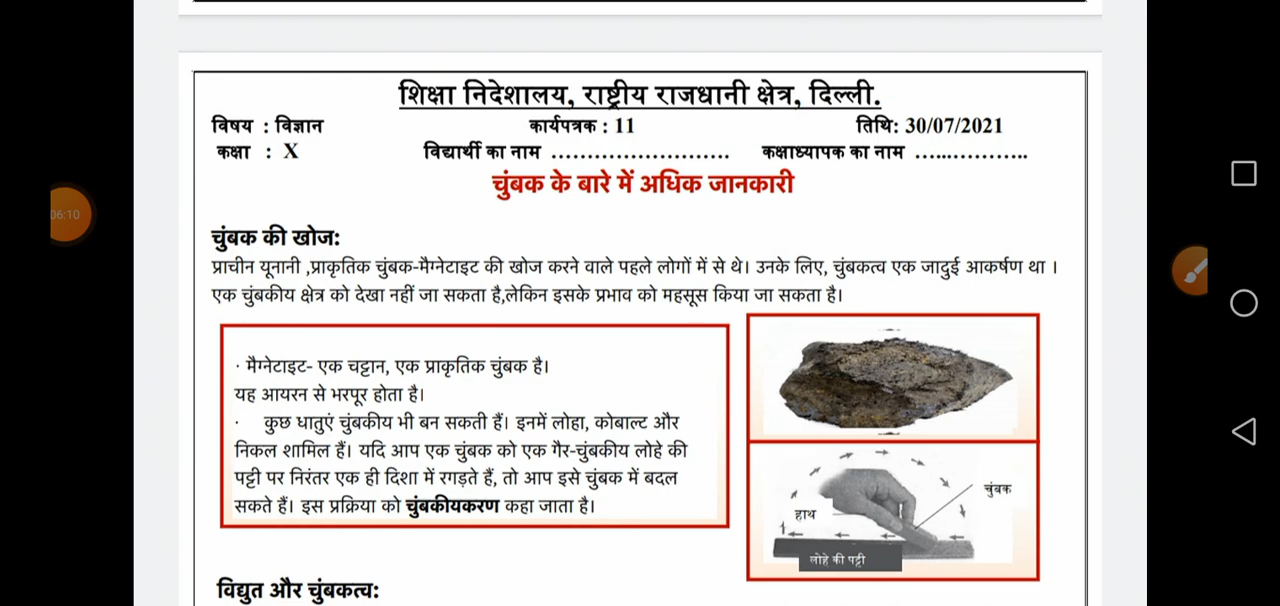 शिक्षा निदेशालय, राष्ट्रीय राजधानी क्षेत्र, दिल्ली.
विषय : विज्ञान कार्यपत्रक : 11 तिथि: 30/07/2021
कक्षा : X विद्यार्थी का नाम ......................... कक्षाध्यापक का नाम ................
चुंबक के बारे में अधिक जानकारी
06:10
चुंबक की खोज:
प्राचीन यूनानी ,प्राकृतिक चुंबक-मैग्नेटाइट की खोज करने वाले पहले लोगों में से थे। उनके लिए, चुंबकत्व एक जादुई आकर्षण था ।
एक चुंबकीय क्षेत्र को देखा नहीं जा सकता है,लेकिन इसके प्रभाव को महसूस किया जा सकता है।
· मैग्नेटाइट- एक चट्टान, एक प्राकृतिक चुंबक है।
यह आयरन से भरपूर होता है।
· कुछ धातुएं चुंबकीय भी बन सकती हैं। इनमें लोहा, कोबाल्ट और
निकल शामिल हैं। यदि आप एक चुंबक को एक गैर-चुंबकीय लोहे की
पट्टी पर निरंतर एक ही दिशा में रगड़ते हैं, तो आप इसे चुंबक में बदल
सकते हैं। इस प्रक्रिया को चुंबकीयकरण कहा जाता है।
चुंबक
हाथ
लोहे की पट्टी
विद्युत और चुंबकत्व: